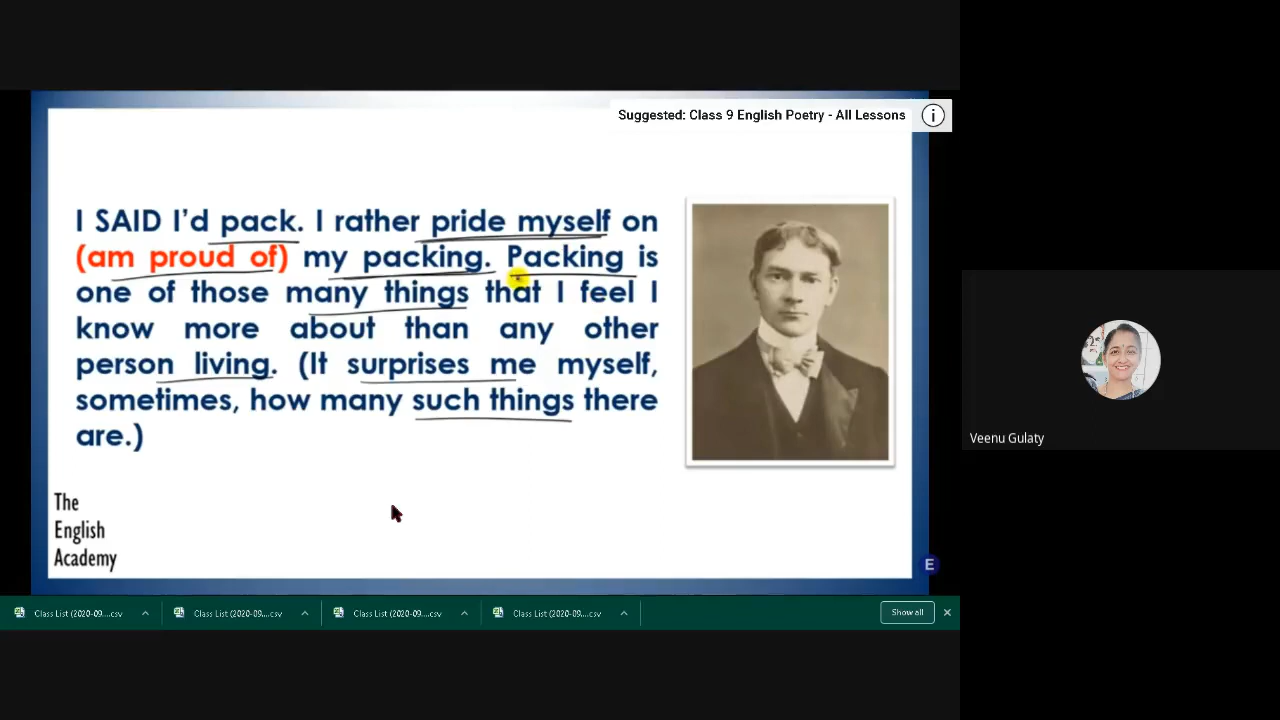 Suggested: Class 9 English Poetry - All Lessons
I SAID I'd pack. I rather pride myself on
(am proud of) my packing. Packing is
one of those many things that I feel I
know more about than any other
person living. (It surprises me myself,
sometimes, how many such things there
are.)
The
English
Academy
E
Veenu Gulaty
Class List (2020-09....csv
Class List (2020-09....csv
Class List (2020-09....csv
Class List (2020-09....csv
Show all